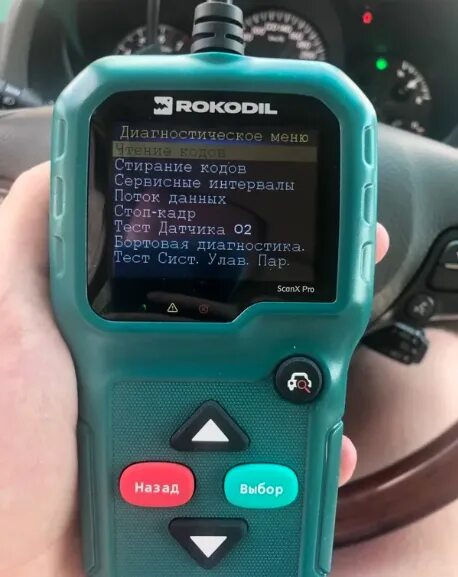 ROKODIL
Диагностическое меню
Чтение кодов
Стирание кодов
Сервисные интервалы
Поток данных
Стоп-кадр
Тест Датчика O2
Бортовая диагностика.
Тест Сист. Улав. Пар.
ScanX Pro
Назад
Выбор